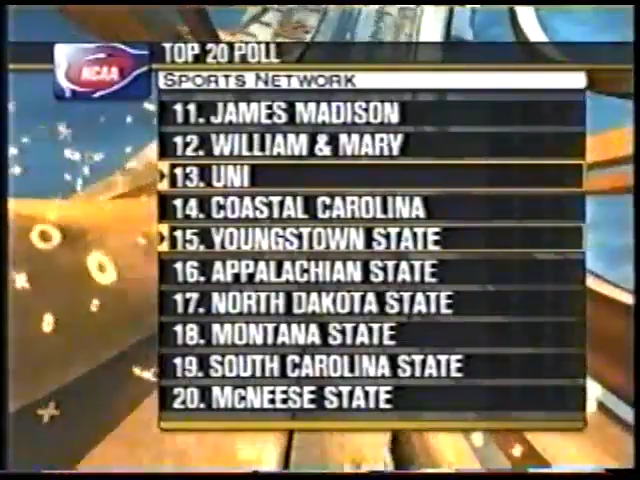 TOP 20 POLL
NCAA
SPORTS NETWORK
11. JAMES MADISON
12. WILLIAM & MARY
13. UNI
14. COASTAL CAROLINA
15. YOUNGSTOWN STATE
16. APPALACHIAN STATE
17. NORTH DAKOTA STATE
18. MONTANA STATE
19. SOUTH CAROLINA STATE
20. McNEESE STATE